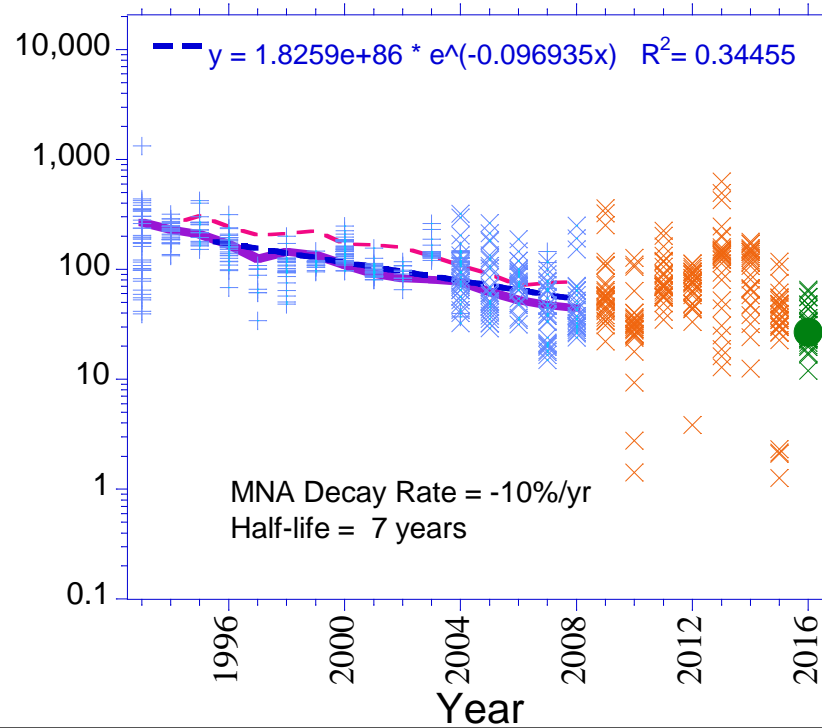 10,000
y = 1.8259e+86 * e^(-0.096935x) R²= 0.34455
1,000
100
10
1
MNA Decay Rate = -10%/yr
Half-life = 7 years
0.1
1996 2000 2004 2008 2012 2016
Year